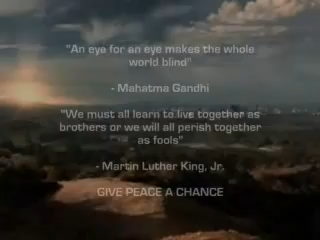 "An eye for an eye makes the whole
world blind"
- Mahatma Gandhi
"We must all learn to live together as
brothers or we will all perish together
as fools"
- Martin Luther King, Jr.
GIVE PEACE A CHANCE